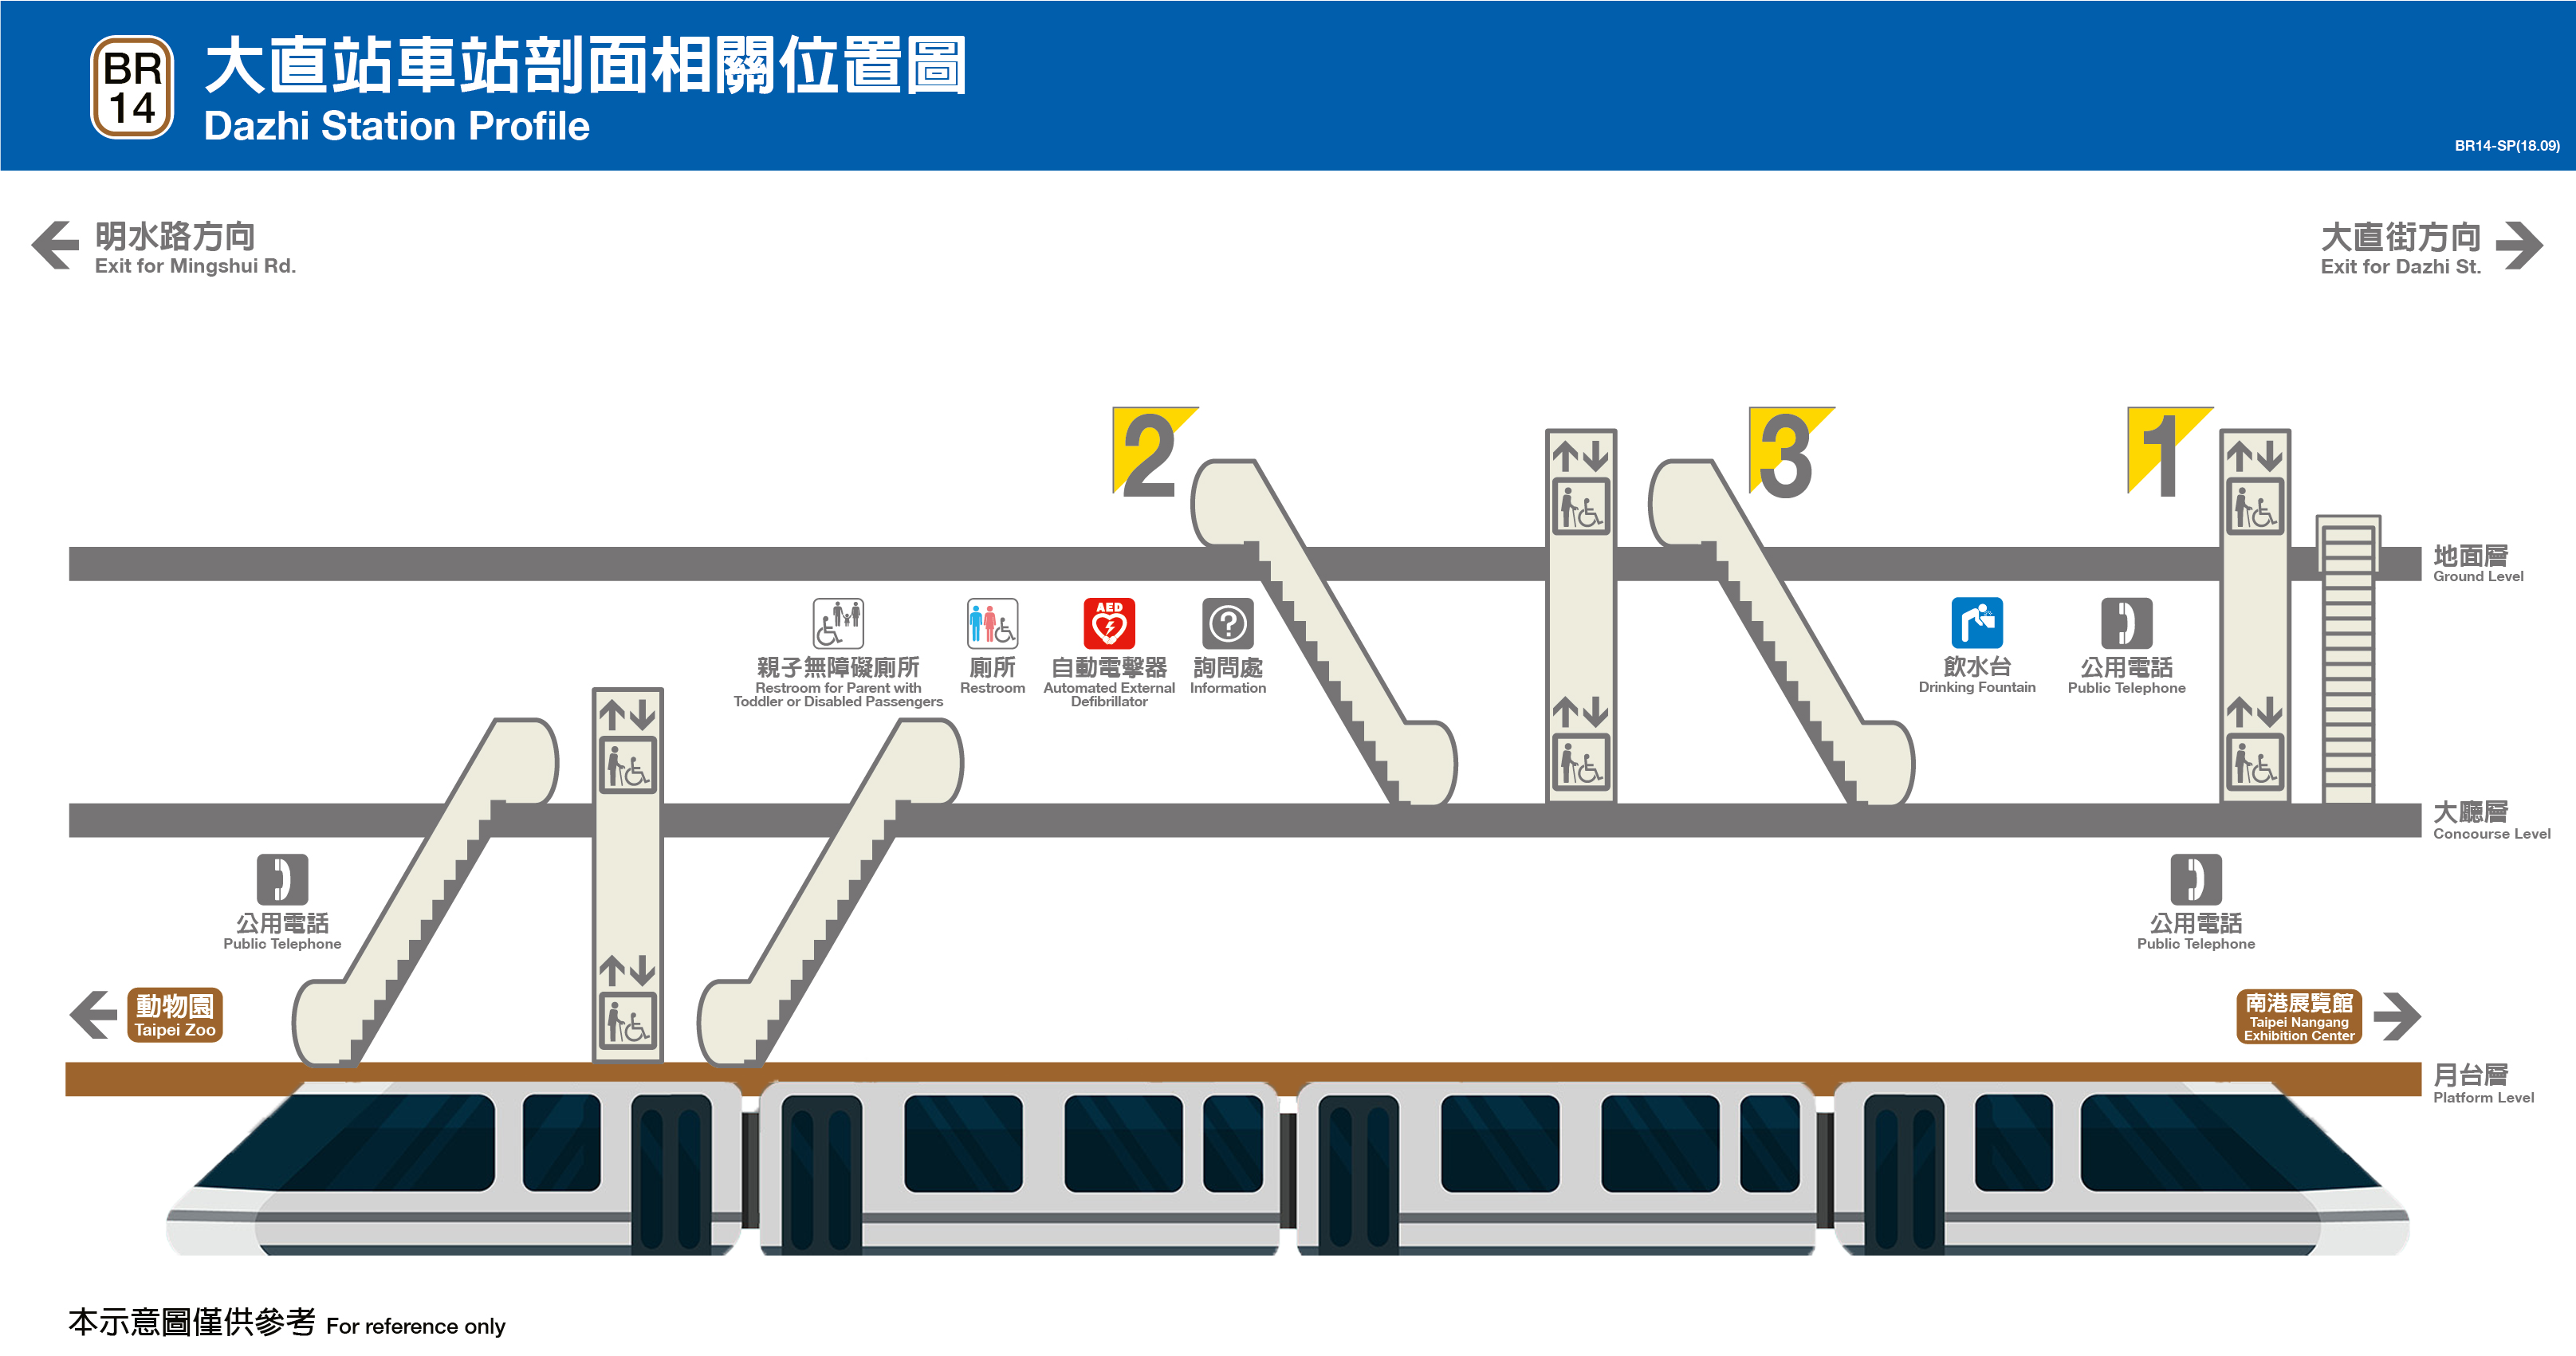 BR
14
大直站車站剖面相關位置圖
Dazhi Station Profile
BR14-SP(18.09)
明水路方向
Exit for Mingshui Rd.
大直街方向
Exit for Dazhi St.
2
3
1
地面層
Ground Level
親子無障礙廁所
Restroom for Parent with
Toddler or Disabled Passengers
廁所
Restroom
AED
自動電擊器
Automated External
Defibrillator
?
詢問處
Information
飲水台
Drinking Fountain
公用電話
Public Telephone
大廳層
Concourse Level
公用電話
Public Telephone
公用電話
Public Telephone
動物園
Taipei Zoo
南港展覽館
Taipei Nangang
Exhibition Center
月台層
Platform Level
本示意圖僅供參考 For reference only